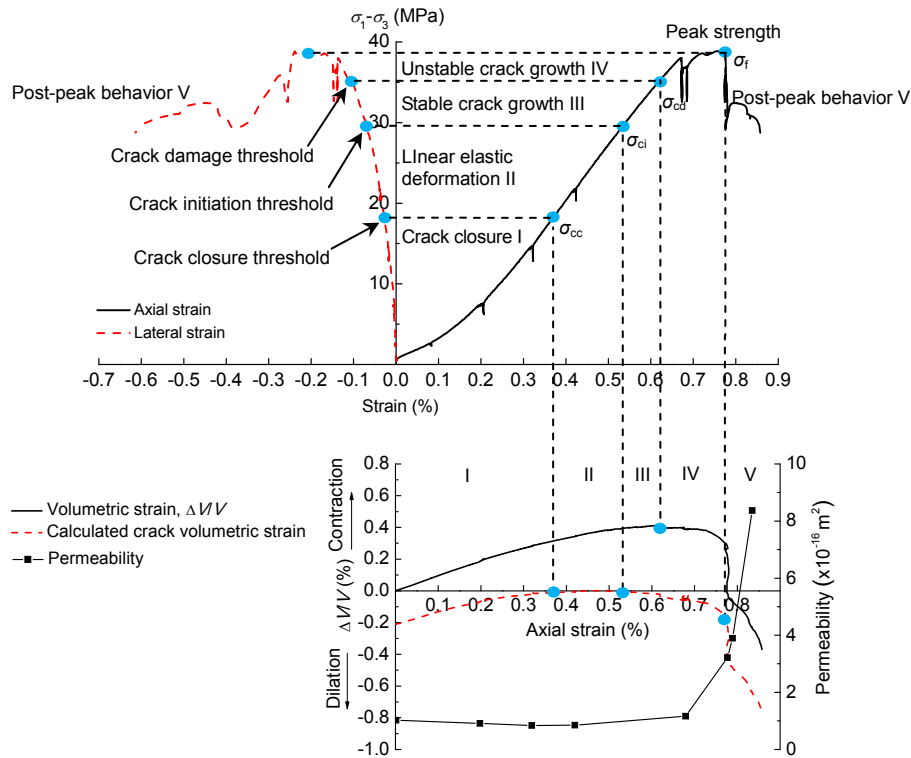 σ1-σ3 (MPa)
40
30
20
10
Peak strength
σf
Unstable crack growth IV
Post-peak behavior V
Post-peak behavior V
σcd
Stable crack growth III
Crack damage threshold
σci
LInear elastic
deformation II
Crack initiation threshold
σcc
Crack closure I
Crack closure threshold
Axial strain
Lateral strain
-0.7 -0.6 -0.5 -0.4 -0.3 -0.2 -0.1 0.0 0.1 0.2 0.3 0.4 0.5 0.6 0.7 0.8 0.9
Strain (%)
Volumetric strain, ΔV/V
Calculated crack volumetric strain
Permeability
ΔV/V (%)
Contraction
Dilation
0.8
0.6
0.4
0.2
0.0
-0.2
-0.4
-0.6
-0.8
-1.0
I II III IV V
0.1 0.2 0.3 0.4 0.5 0.6 0.7 0.8
Axial strain (%)
10
8
6
4
2
0
Permeability (x10-16 m2)